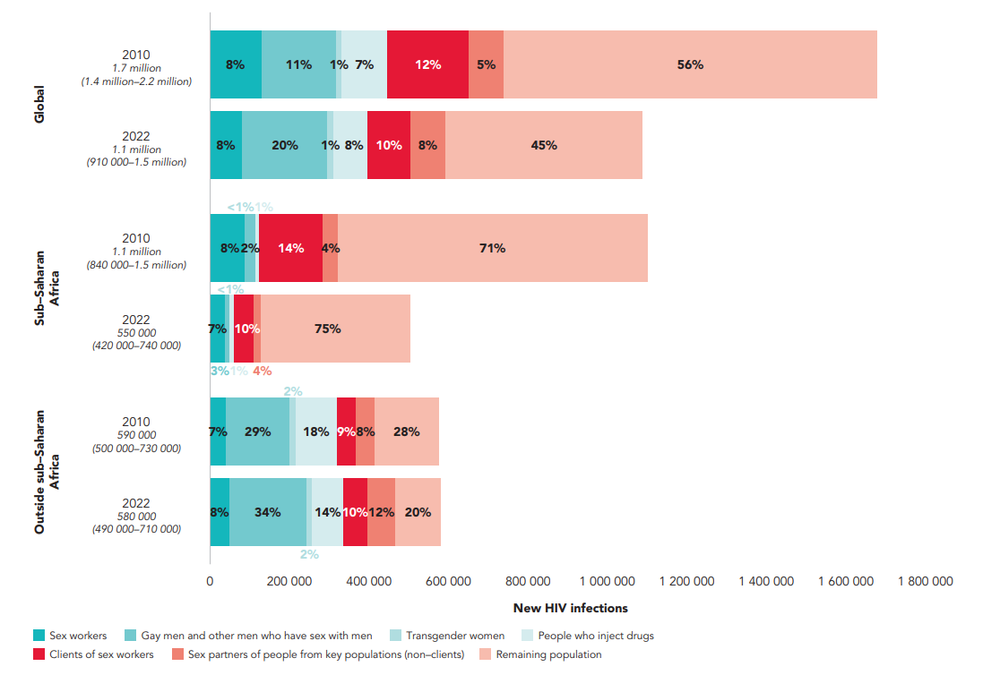 Global
2010
1.7 million
(1.4 million–2.2 million)
8% 11% 1% 7% 12% 5% 56%
2022
1.1 million
(910 000–1.5 million)
8% 20% 1% 8% 10% 8% 45%
Sub–Saharan
Africa
<1% 1%
2010
1.1 million
(840 000–1.5 million)
8% 2% 14% 4% 71%
<1%
2022
550 000
(420 000–740 000)
7% 10% 75%
3% 1% 4%
Outside sub–Saharan
Africa
2%
2010
590 000
(500 000–730 000)
7% 29% 18% 9% 8% 28%
2022
580 000
(490 000–710 000)
8% 34% 14% 10% 12% 20%
2%
0 200 000 400 000 600 000 800 000 1 000 000 1 200 000 1 400 000 1 600 000 1 800 000
New HIV infections
Sex workers Gay men and other men who have sex with men Transgender women People who inject drugs
Clients of sex workers Sex partners of people from key populations (non–clients) Remaining population